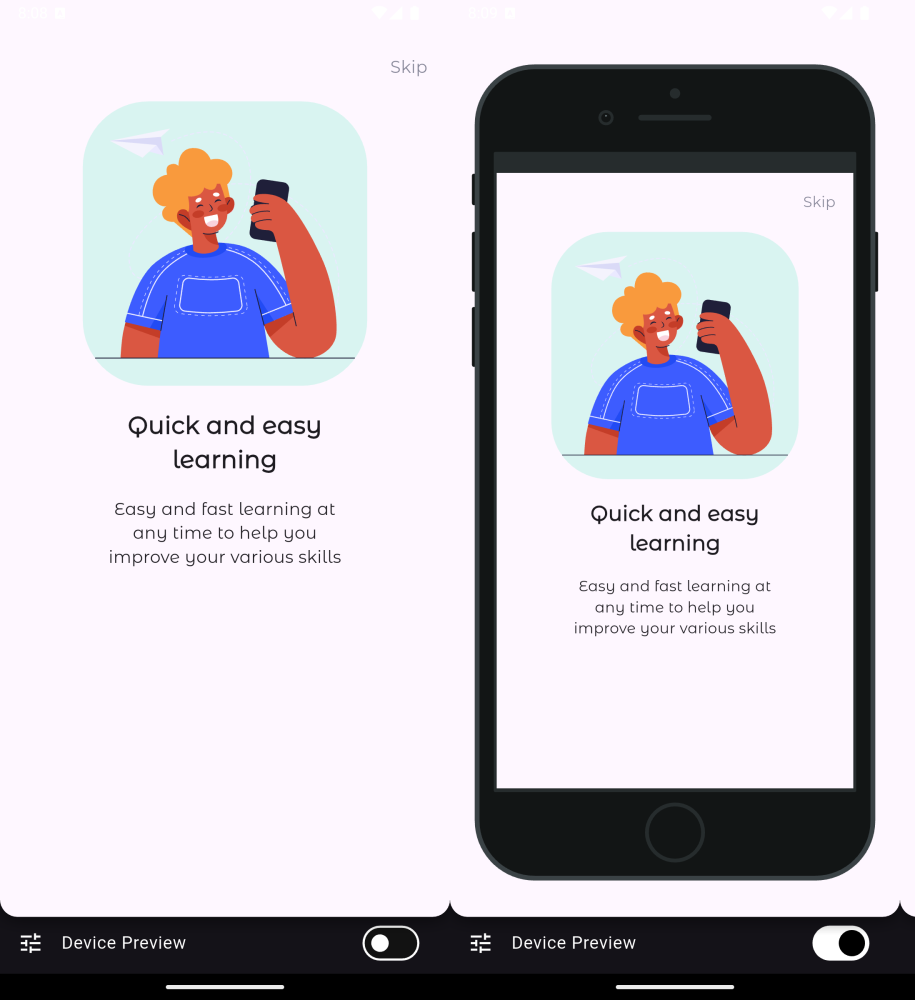 Skip
Quick and easy
learning
Easy and fast learning at
any time to help you
improve your various skills
Device Preview
Skip
Quick and easy
learning
Easy and fast learning at
any time to help you
improve your various skills
Device Preview